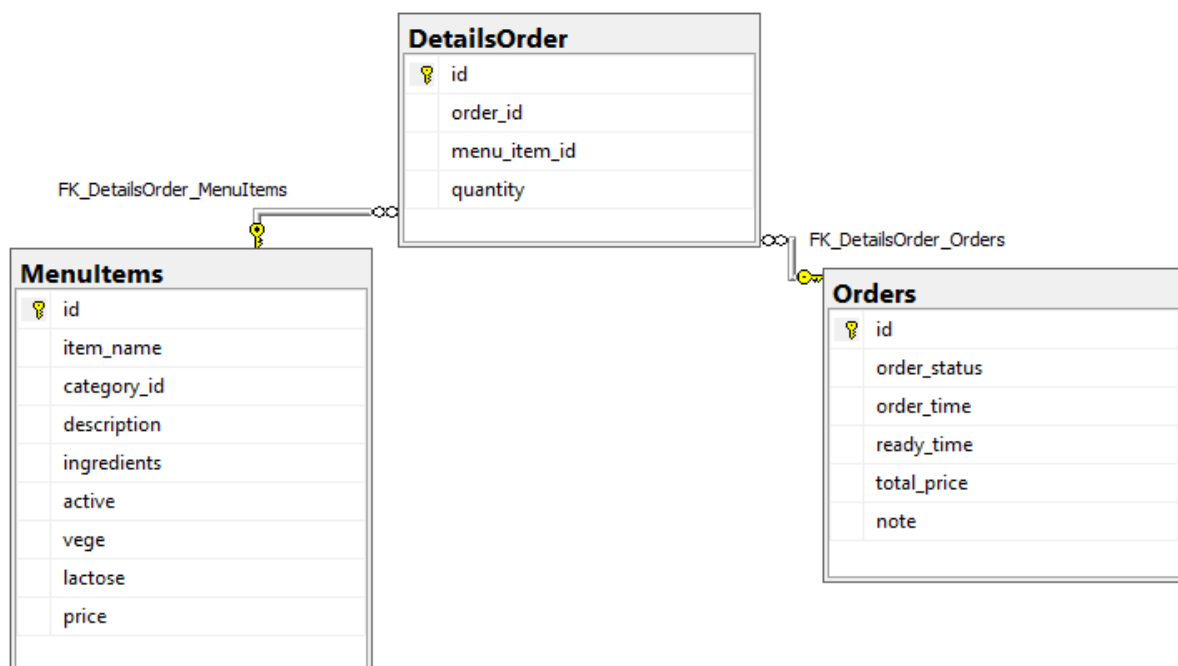 DetailsOrder
id
order_id
menu_item_id
quantity
FK_DetailsOrder_MenuItems
FK_DetailsOrder_Orders
MenuItems
id
item_name
category_id
description
ingredients
active
vege
lactose
price
Orders
id
order_status
order_time
ready_time
total_price
note